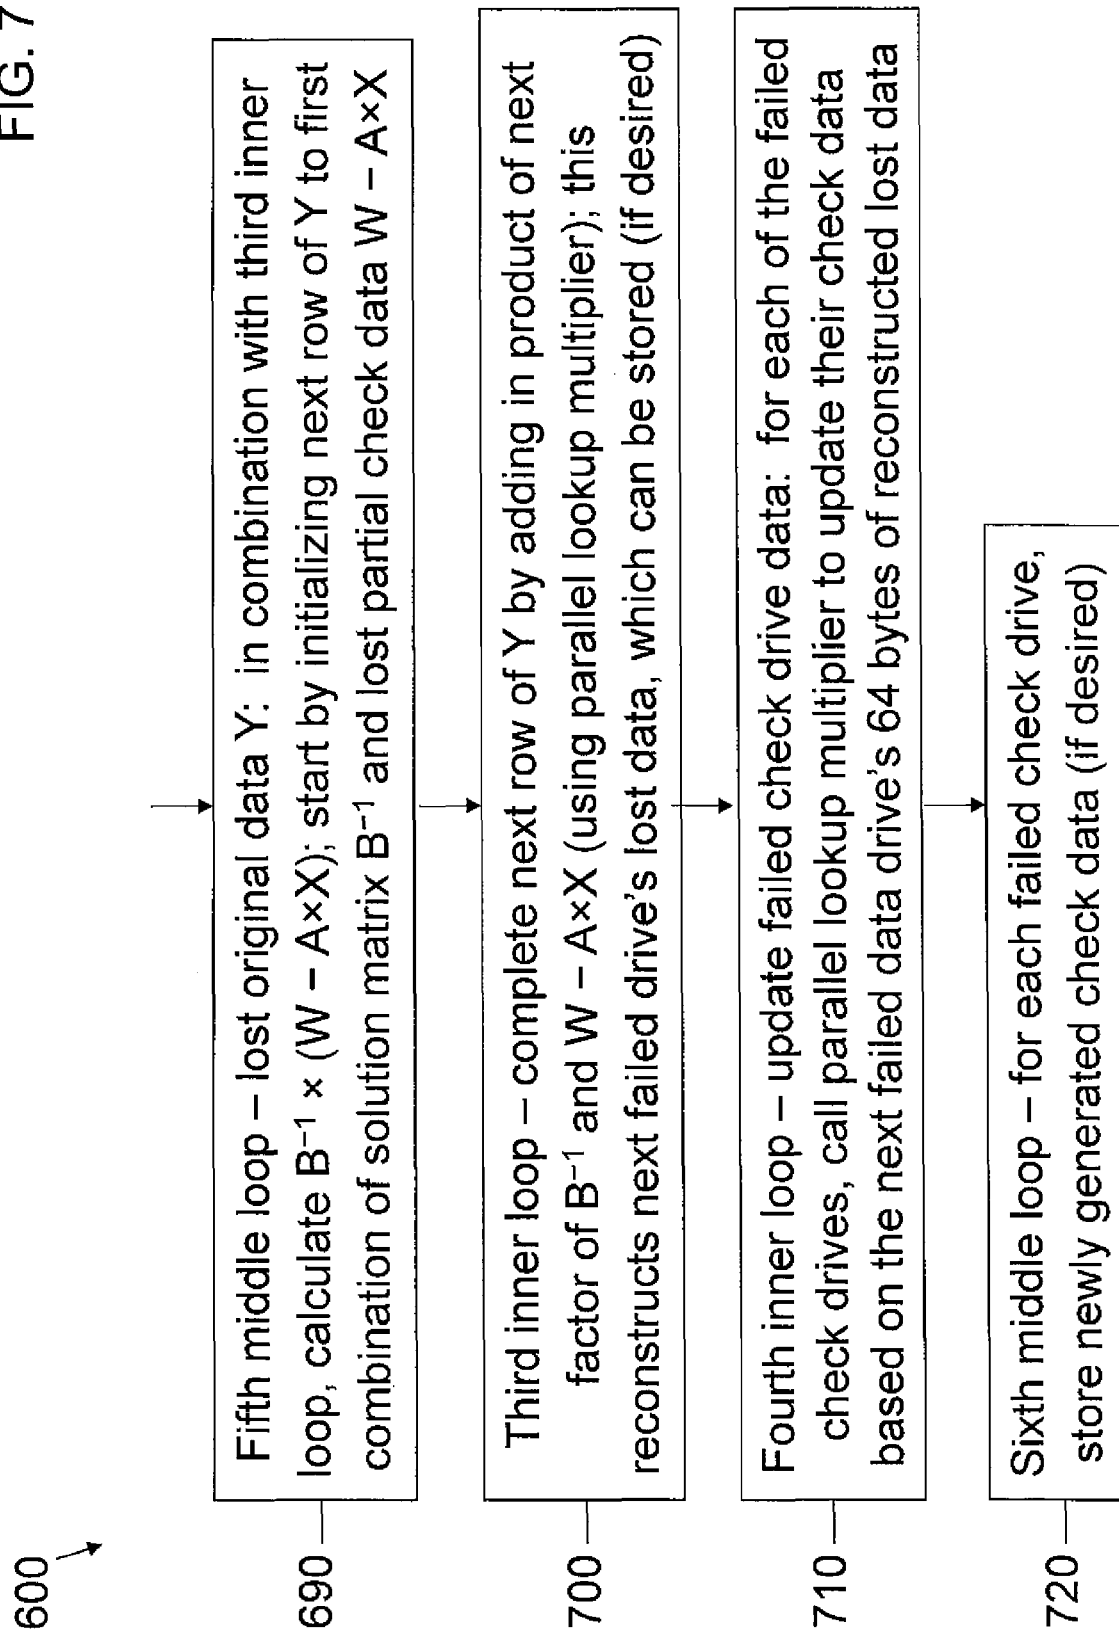 FIG. 7
600
690
Fifth middle loop – lost original data Y: in combination with third inner
loop, calculate B⁻¹ × (W – A×X); start by initializing next row of Y to first
combination of solution matrix B⁻¹ and lost partial check data W – A×X
700
Third inner loop – complete next row of Y by adding in product of next
factor of B⁻¹ and W – A×X (using parallel lookup multiplier); this
reconstructs next failed drive's lost data, which can be stored (if desired)
710
Fourth inner loop – update failed check drive data: for each of the failed
check drives, call parallel lookup multiplier to update their check data
based on the next failed data drive's 64 bytes of reconstructed lost data
720
Sixth middle loop – for each failed check drive,
store newly generated check data (if desired)